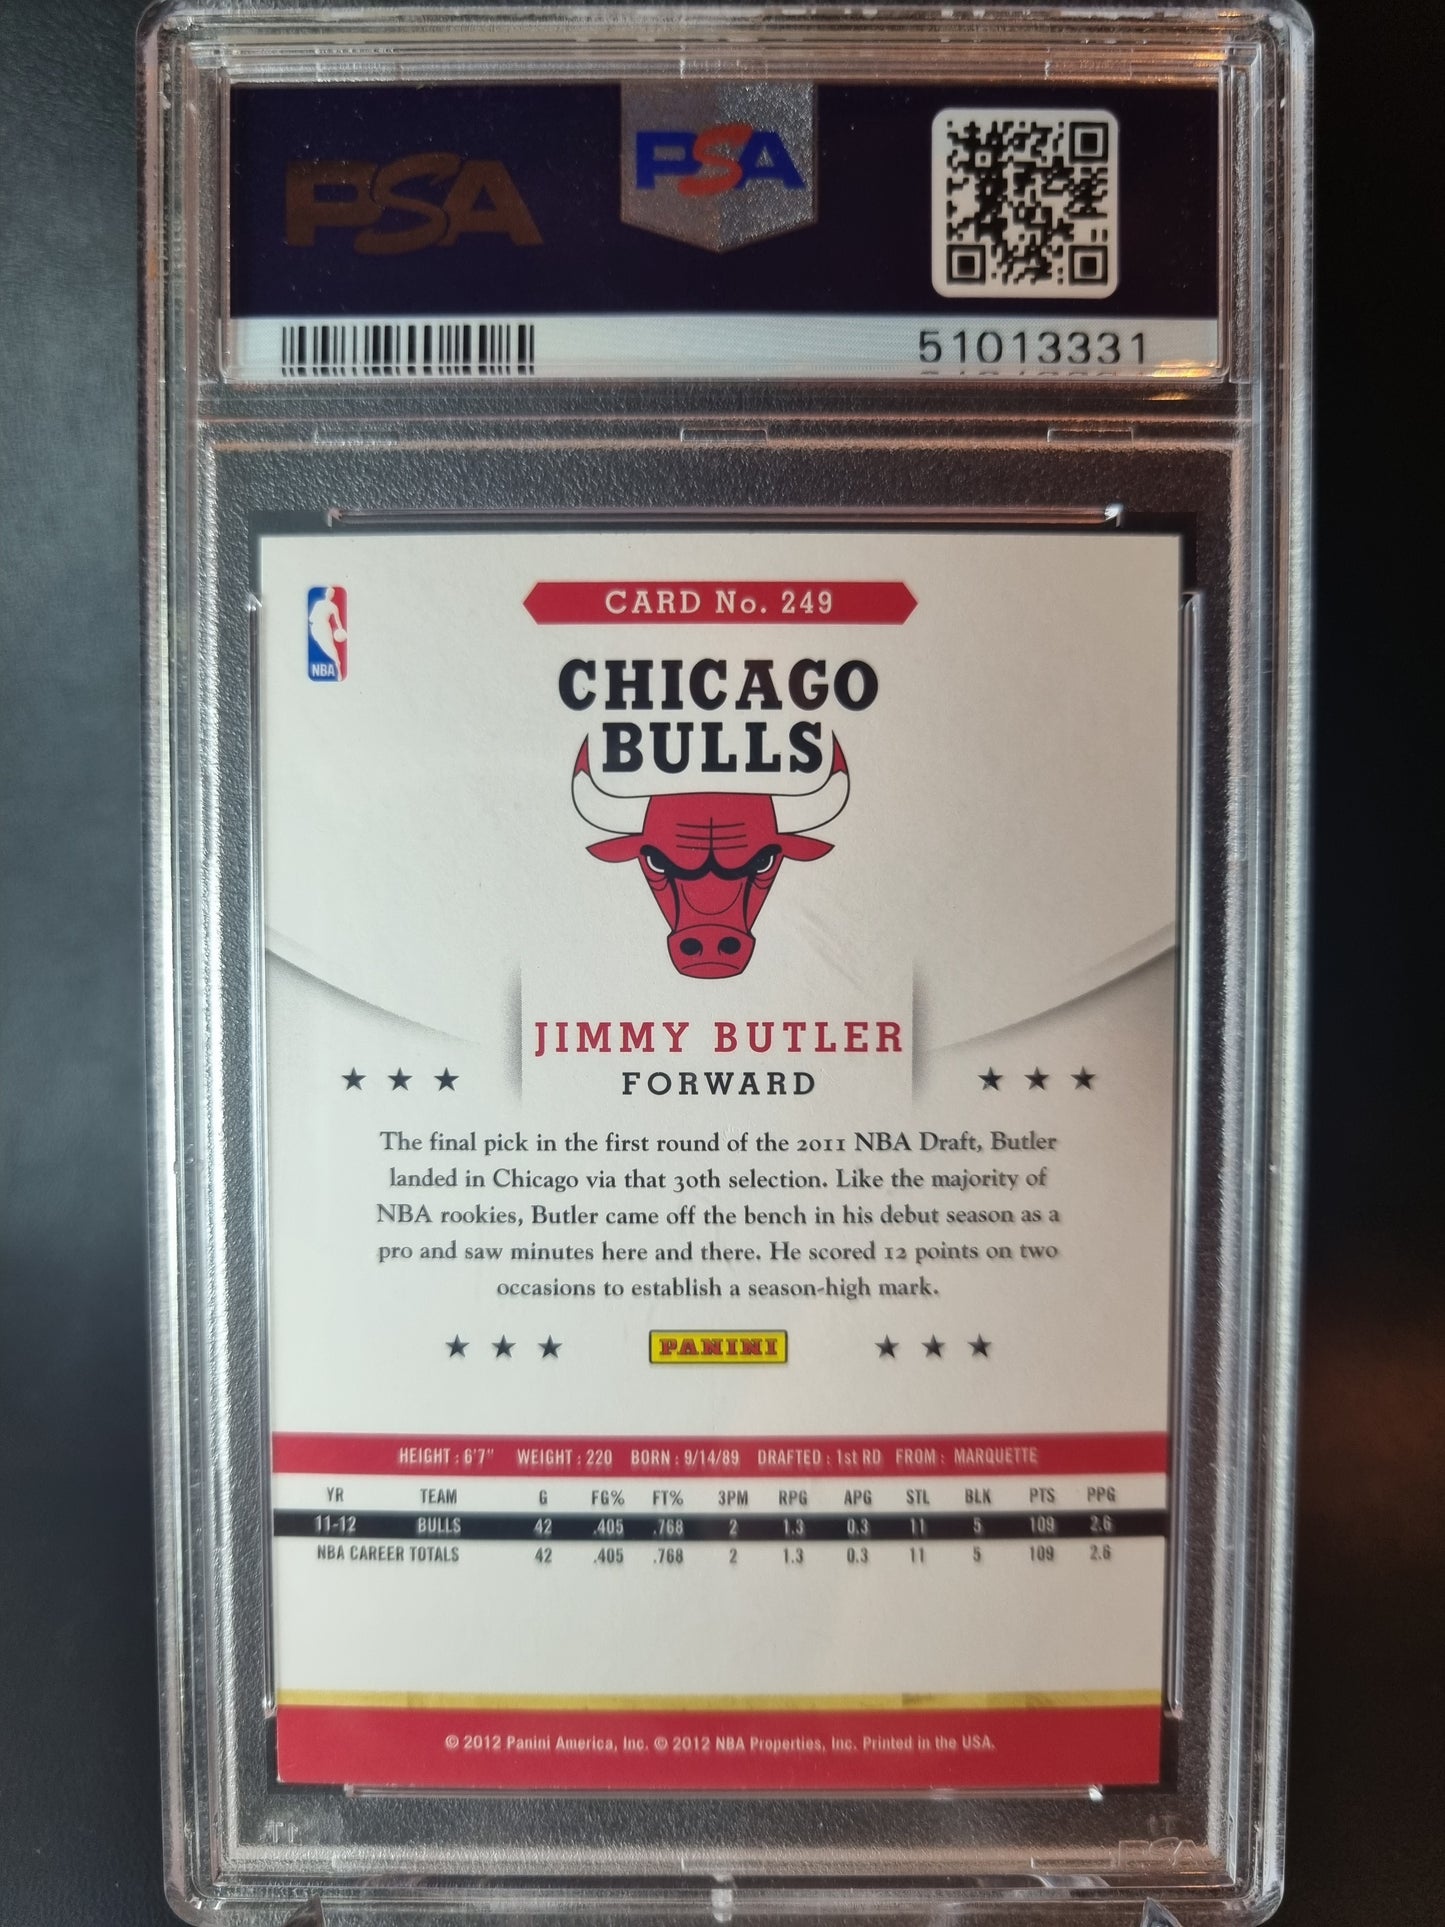 PSA
PSA
51013331
NBA
CARD No. 249
CHICAGO
BULLS
JIMMY BUTLER
FORWARD
The final pick in the first round of the 2011 NBA Draft, Butler
landed in Chicago via that 30th selection. Like the majority of
NBA rookies, Butler came off the bench in his debut season as a
pro and saw minutes here and there. He scored 12 points on two
occasions to establish a season-high mark.
PANINI
HEIGHT : 6'7" WEIGHT : 220 BORN : 9/14/89 DRAFTED : 1st RD FROM : MARQUETTE
YR TEAM G FG% FT% 3PM RPG APG STL BLK PTS PPG
11-12 BULLS 42 .405 .768 2 1.3 0.3 11 5 109 2.6
NBA CAREER TOTALS 42 .405 .768 2 1.3 0.3 11 5 109 2.6
© 2012 Panini America, Inc. © 2012 NBA Properties, Inc. Printed in the USA.
PSA